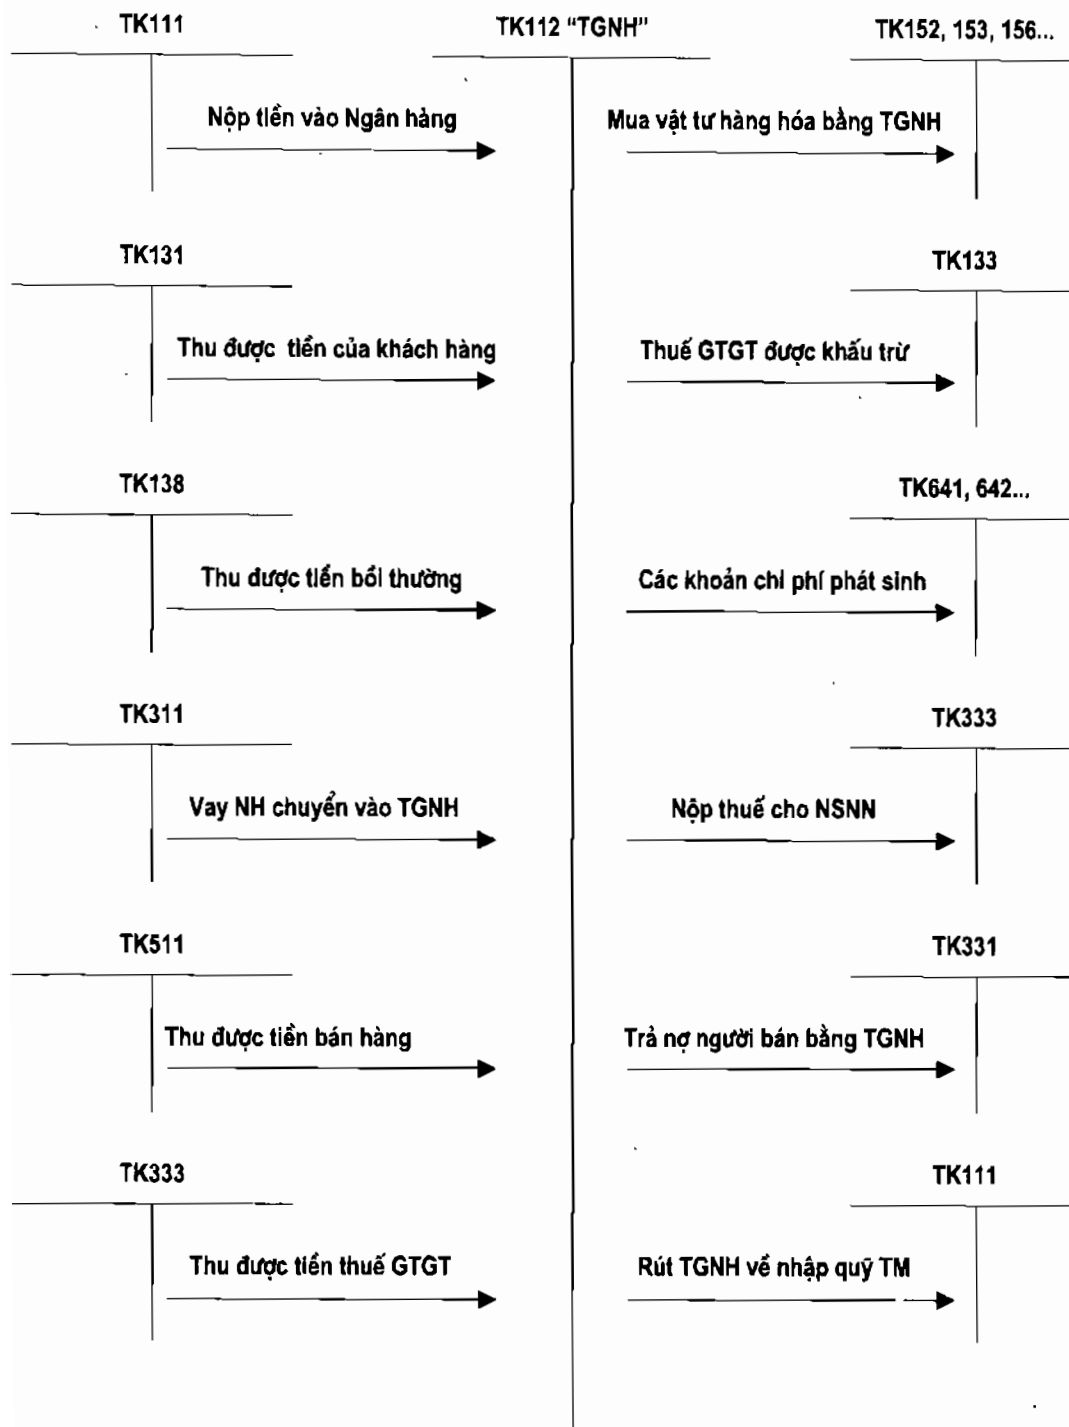 TK111
TK112 “TGNH”
TK152, 153, 156...
Nộp tiền vào Ngân hàng
Mua vật tư hàng hóa bằng TGNH
TK131
TK133
Thu được tiền của khách hàng
Thuế GTGT được khấu trừ
TK138
TK641, 642...
Thu được tiền bồi thường
Các khoản chi phí phát sinh
TK311
TK333
Vay NH chuyển vào TGNH
Nộp thuế cho NSNN
TK511
TK331
Thu được tiền bán hàng
Trả nợ người bán bằng TGNH
TK333
TK111
Thu được tiền thuế GTGT
Rút TGNH về nhập quỹ TM